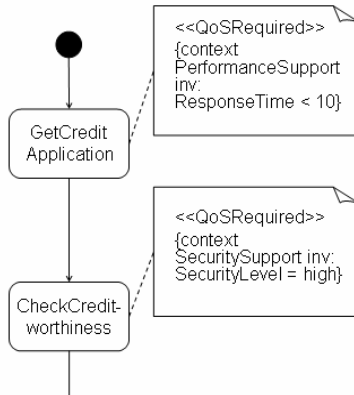 <<QoSRequired>>
{context
PerformanceSupport
inv:
ResponseTime < 10}
GetCredit
Application
<<QoSRequired>>
{context
SecuritySupport inv:
SecurityLevel = high}
CheckCredit-
worthiness